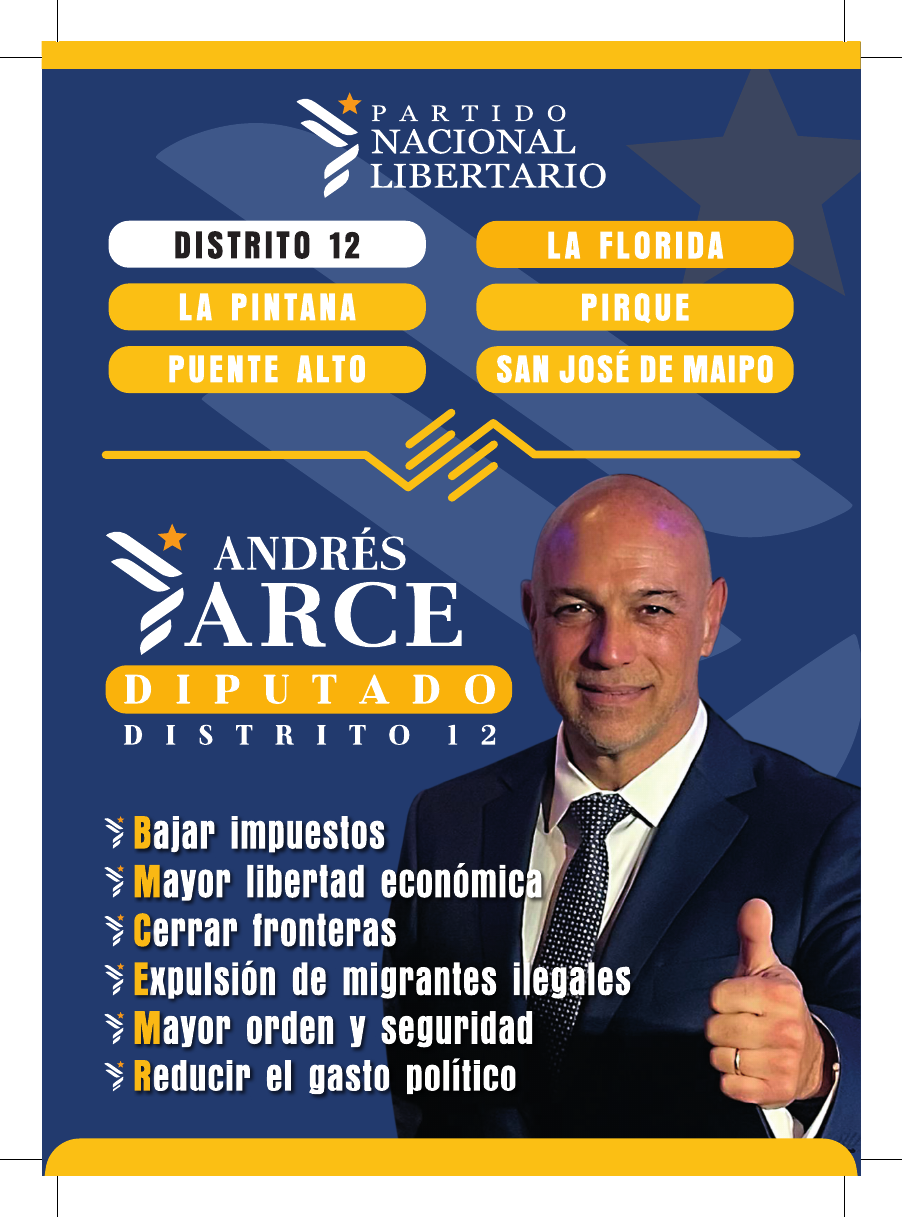 PARTIDO
NACIONAL
LIBERTARIO
DISTRITO 12
LA FLORIDA
LA PINTANA
PIRQUE
PUENTE ALTO
SAN JOSÉ DE MAIPO
ANDRÉS
ARCE
DIPUTADO
DISTRITO 12
Bajar impuestos
Mayor libertad económica
Cerrar fronteras
Expulsión de migrantes ilegales
Mayor orden y seguridad
Reducir el gasto político